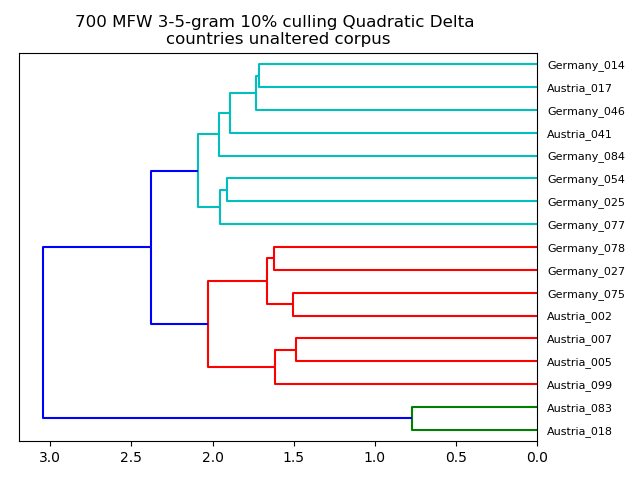 700 MFW 3-5-gram 10% culling Quadratic Delta
countries unaltered corpus
Germany_014
Austria_017
Germany_046
Austria_041
Germany_084
Germany_054
Germany_025
Germany_077
Germany_078
Germany_027
Germany_075
Austria_002
Austria_007
Austria_005
Austria_099
Austria_083
Austria_018
3.0 2.5 2.0 1.5 1.0 0.5 0.0